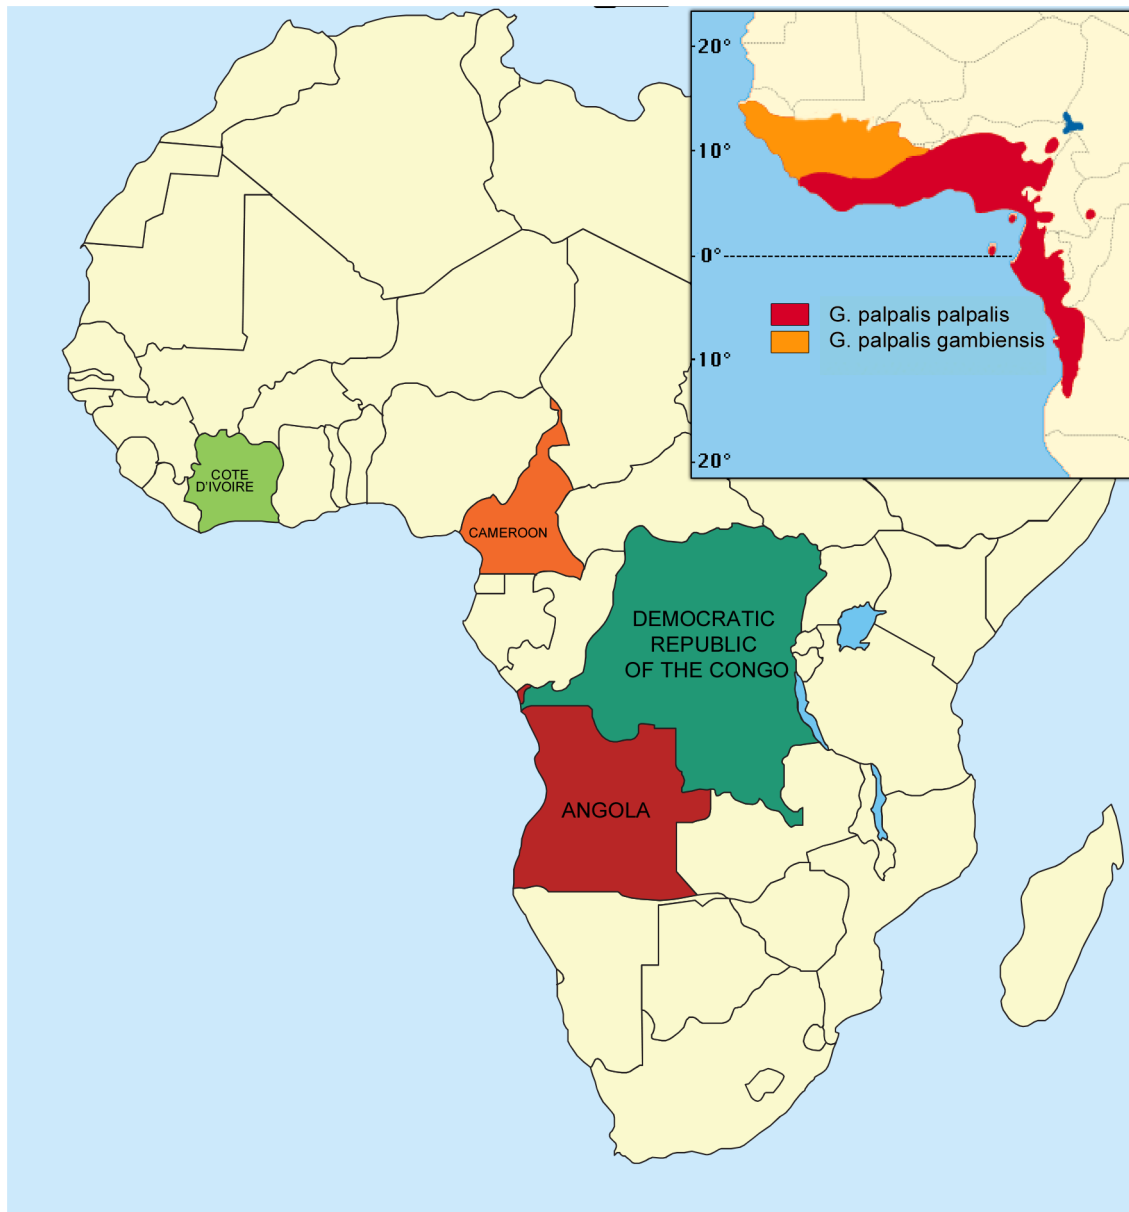 20°
10°
0°
10°
20°
G. palpalis palpalis
G. palpalis gambiensis
COTE
D'IVOIRE
CAMEROON
DEMOCRATIC
REPUBLIC
OF THE CONGO
ANGOLA